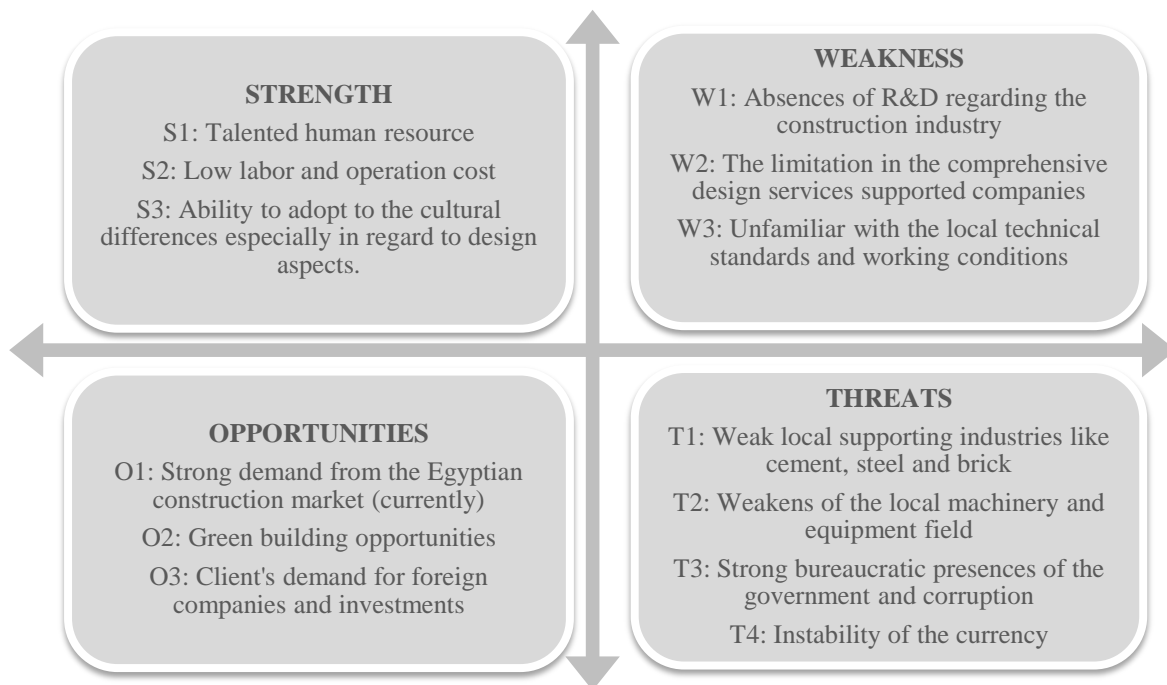 STRENGTH
S1: Talented human resource
S2: Low labor and operation cost
S3: Ability to adopt to the cultural
differences especially in regard to design
aspects.
WEAKNESS
W1: Absences of R&D regarding the
construction industry
W2: The limitation in the comprehensive
design services supported companies
W3: Unfamiliar with the local technical
standards and working conditions
OPPORTUNITIES
O1: Strong demand from the Egyptian
construction market (currently)
O2: Green building opportunities
O3: Client's demand for foreign
companies and investments
THREATS
T1: Weak local supporting industries like
cement, steel and brick
T2: Weakens of the local machinery and
equipment field
T3: Strong bureaucratic presences of the
government and corruption
T4: Instability of the currency